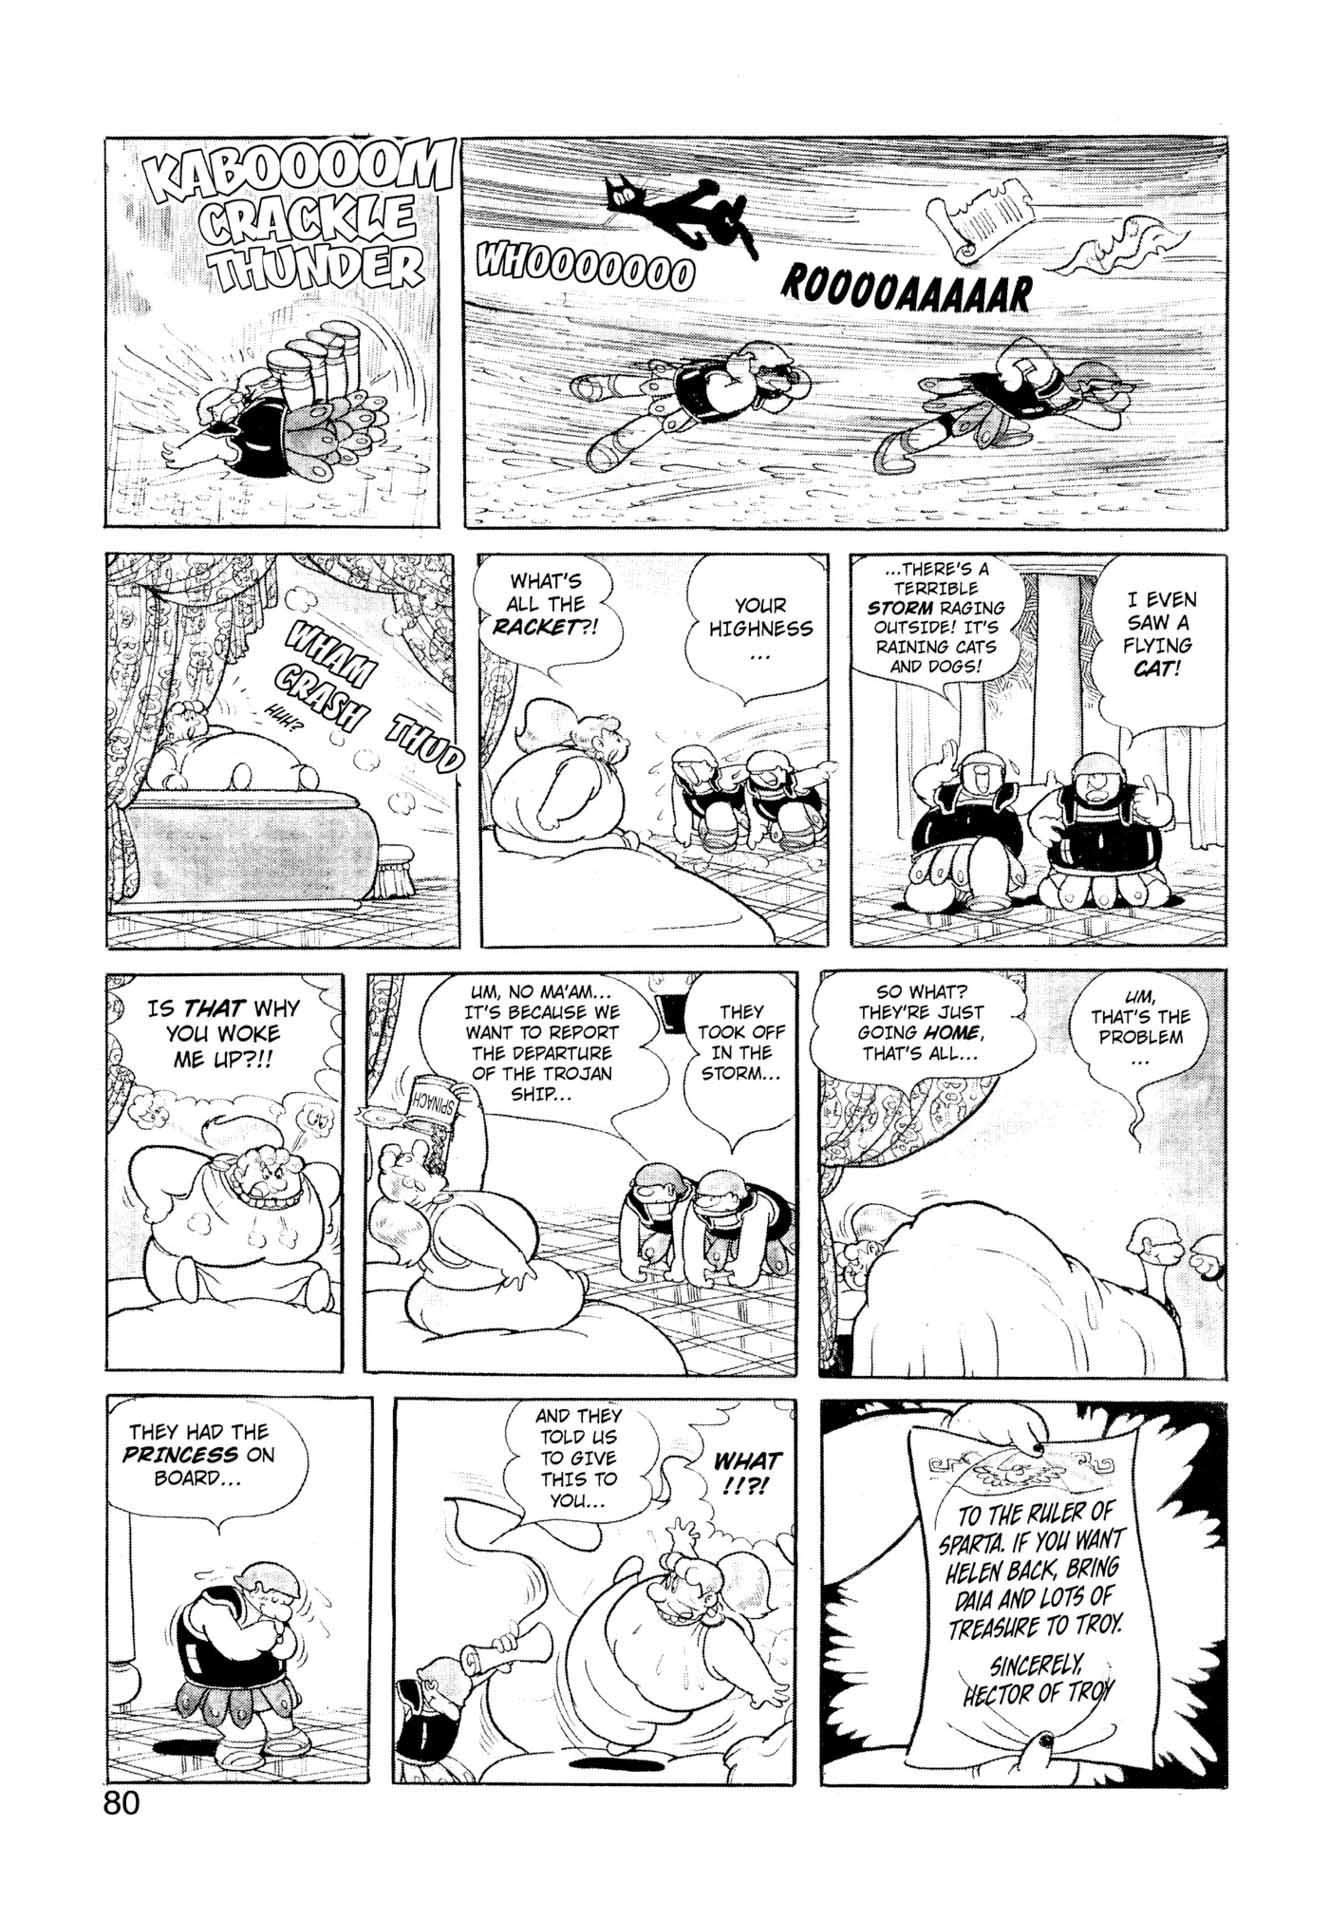 KABOOOOM
CRACKLE
THUNDER
WHOOOOOOO
ROOOOAAAAAR
WHAM
CRASH THUD
HUH?
WHAT'S
ALL THE
RACKET?!
YOUR
HIGHNESS
...
...THERE'S A
TERRIBLE
STORM RAGING
OUTSIDE! IT'S
RAINING CATS
AND DOGS!
I EVEN
SAW A
FLYING
CAT!
IS THAT WHY
YOU WOKE
ME UP?!!
UM, NO MA'AM...
IT'S BECAUSE WE
WANT TO REPORT
THE DEPARTURE
OF THE TROJAN
SHIP...
SPINACH
THEY
TOOK OFF
IN THE
STORM...
SO WHAT?
THEY'RE JUST
GOING HOME,
THAT'S ALL...
UM,
THAT'S THE
PROBLEM
...
THEY HAD THE
PRINCESS ON
BOARD...
AND THEY
TOLD US
TO GIVE
THIS TO
YOU...
WHAT
!!?!
TO THE RULER OF
SPARTA. IF YOU WANT
HELEN BACK, BRING
DAIA AND LOTS OF
TREASURE TO TROY.
SINCERELY,
HECTOR OF TROY
80